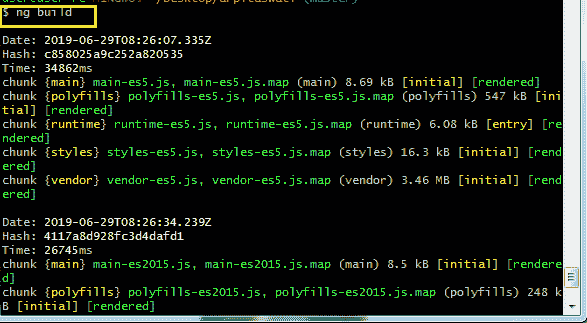 $ ng build
Date: 2019-06-29T08:26:07.335Z
Hash: c858025a9c252a820535
Time: 34862ms
chunk {main} main-es5.js, main-es5.js.map (main) 8.69 kB [initial] [rendered]
chunk {polyfills} polyfills-es5.js, polyfills-es5.js.map (polyfills) 547 kB [ini
tial] [rendered]
chunk {runtime} runtime-es5.js, runtime-es5.js.map (runtime) 6.08 kB [entry] [re
ndered]
chunk {styles} styles-es5.js, styles-es5.js.map (styles) 16.3 kB [initial] [rend
ered]
chunk {vendor} vendor-es5.js, vendor-es5.js.map (vendor) 3.46 MB [initial] [rend
ered]
Date: 2019-06-29T08:26:34.239Z
Hash: 4117a8d928fc3d4dafd1
Time: 26745ms
chunk {main} main-es2015.js, main-es2015.js.map (main) 8.5 kB [initial] [rendere
d]
chunk {polyfills} polyfills-es2015.js, polyfills-es2015.js.map (polyfills) 248 k
B [initial] [rendered]